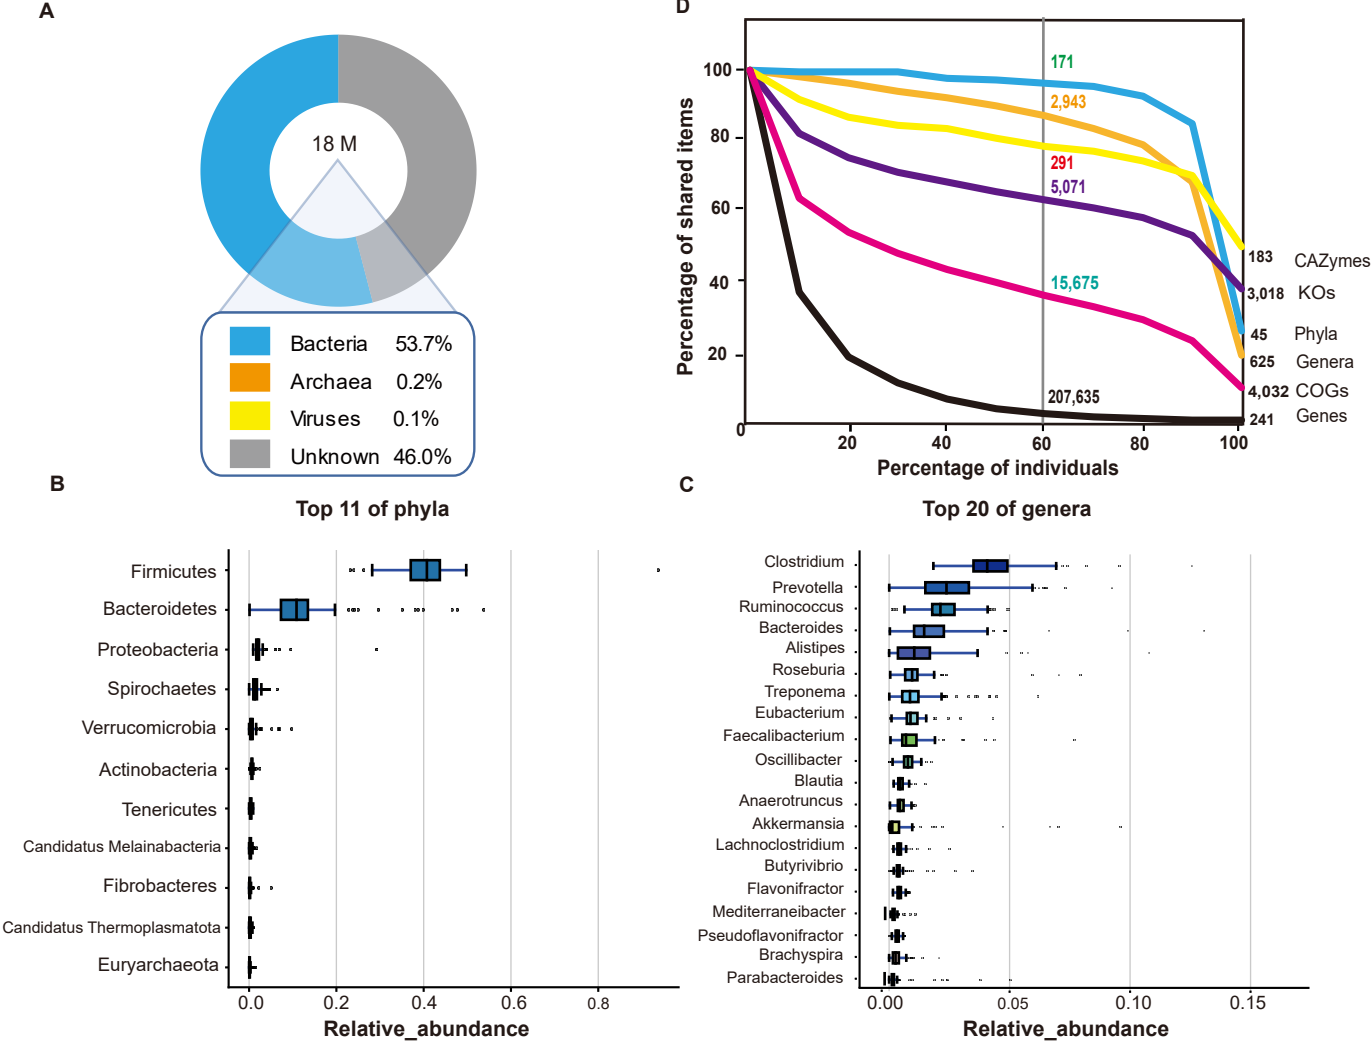 A
18 M
Bacteria 53.7%
Archaea 0.2%
Viruses 0.1%
Unknown 46.0%
D
Percentage of shared items
100
80
60
40
20
0
20
40
60
80
100
Percentage of individuals
171
2,943
291
5,071
15,675
207,635
183 CAZymes
3,018 KOs
45 Phyla
625 Genera
4,032 COGs
241 Genes
B
Top 11 of phyla
Firmicutes
Bacteroidetes
Proteobacteria
Spirochaetes
Verrucomicrobia
Actinobacteria
Tenericutes
Candidatus Melainabacteria
Fibrobacteres
Candidatus Thermoplasmatota
Euryarchaeota
0.0 0.2 0.4 0.6 0.8
Relative_abundance
C
Top 20 of genera
Clostridium
Prevotella
Ruminococcus
Bacteroides
Alistipes
Roseburia
Treponema
Eubacterium
Faecalibacterium
Oscillibacter
Blautia
Anaerotruncus
Akkermansia
Lachnoclostridium
Butyrivibrio
Flavonifractor
Mediterraneibacter
Pseudoflavonifractor
Brachyspira
Parabacteroides
0.00 0.05 0.10 0.15
Relative_abundance